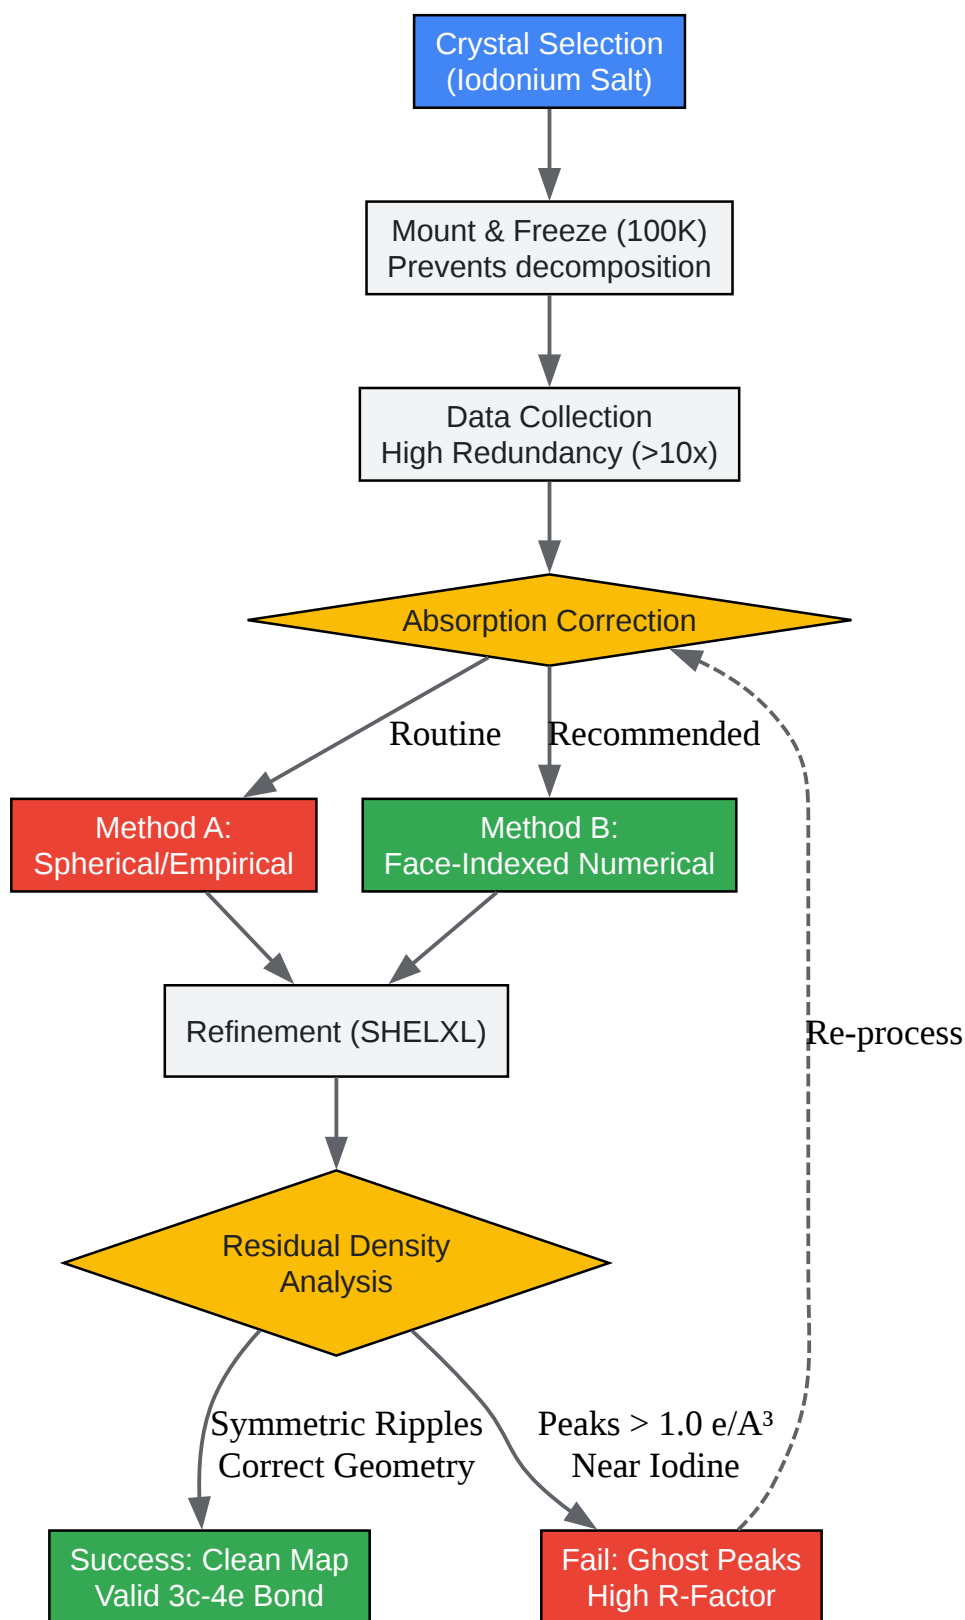 Crystal Selection
(Iodonium Salt)
Mount & Freeze (100K)
Prevents decomposition
Data Collection
High Redundancy (>10x)
Absorption Correction
Routine
Recommended
Method A:
Spherical/Empirical
Method B:
Face-Indexed Numerical
Refinement (SHELXL)
Re-process
Residual Density
Analysis
Symmetric Ripples
Correct Geometry
Peaks > 1.0 e/A³
Near Iodine
Success: Clean Map
Valid 3c-4e Bond
Fail: Ghost Peaks
High R-Factor